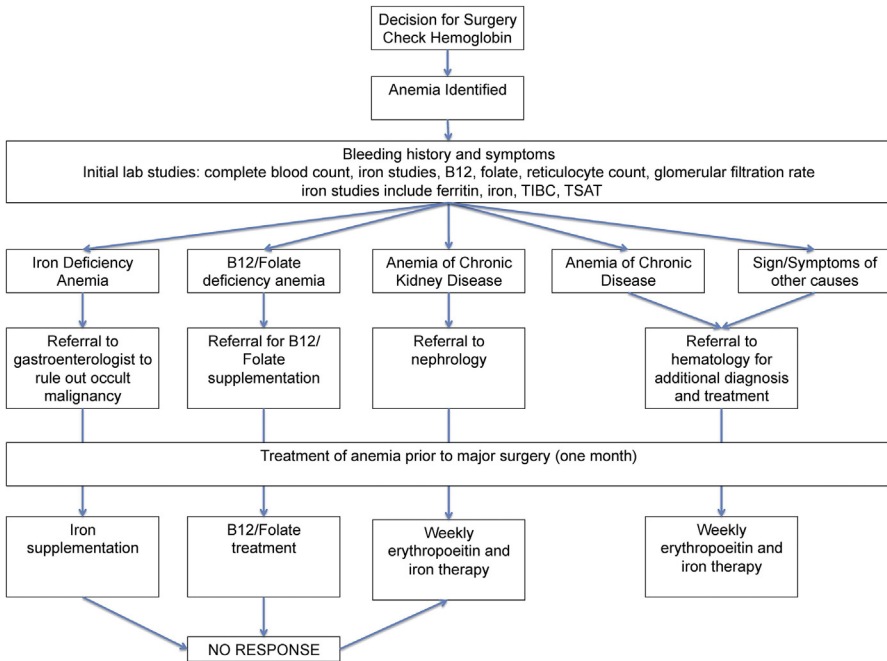 Decision for Surgery
Check Hemoglobin
Anemia Identified
Bleeding history and symptoms
Initial lab studies: complete blood count, iron studies, B12, folate, reticulocyte count, glomerular filtration rate
iron studies include ferritin, iron, TIBC, TSAT
Iron Deficiency
Anemia
B12/Folate
deficiency anemia
Anemia of Chronic
Kidney Disease
Anemia of Chronic
Disease
Sign/Symptoms of
other causes
Referral to
gastroenterologist to
rule out occult
malignancy
Referral for B12/
Folate
supplementation
Referral to
nephrology
Referral to
hematology for
additional diagnosis
and treatment
Treatment of anemia prior to major surgery (one month)
Iron
supplementation
B12/Folate
treatment
Weekly
erythropoeitin and
iron therapy
Weekly
erythropoeitin and
iron therapy
NO RESPONSE